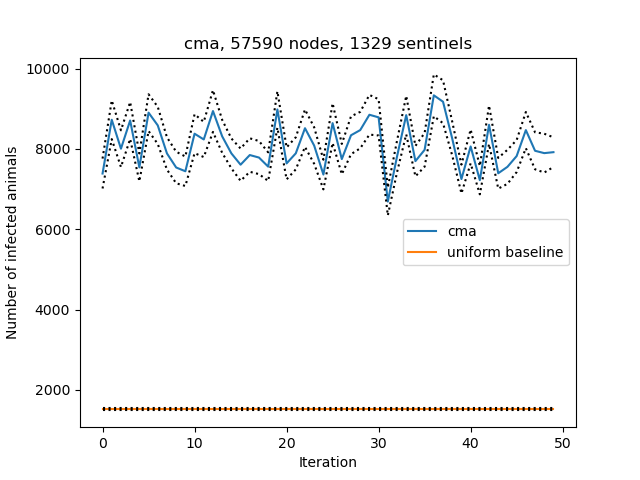 cma, 57590 nodes, 1329 sentinels
Number of infected animals
10000
8000
6000
4000
2000
cma
uniform baseline
0 10 20 30 40 50
Iteration